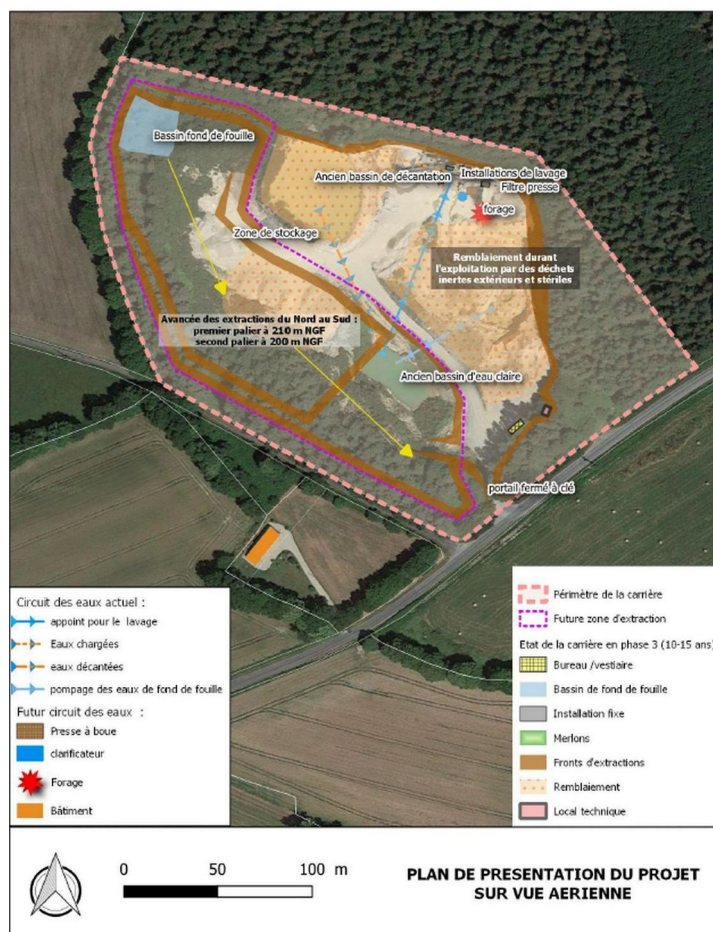 Bassin fond de fouille
Ancien bassin de décantation
Installations de lavage
Filtre presse
forage
Zone de stockage
Remblaiement durant
l'exploitation par des déchets
inertes extérieurs et stériles
Avancée des extractions du Nord au Sud :
premier palier à 210 m NGF
second palier à 200 m NGF
Ancien bassin d'eau claire
portail fermé à clé
Circuit des eaux actuel :
appoint pour le lavage
Eaux chargées
eaux décantées
pompage des eaux de fond de fouille
Futur circuit des eaux :
Presse à boue
clarificateur
Forage
Bâtiment
Périmètre de la carrière
Future zone d'extraction
Etat de la carrière en phase 3 (10-15 ans)
Bureau /vestiaire
Bassin de fond de fouille
Installation fixe
Merlons
Fronts d'extractions
Remblaiement
Local technique
0 50 100 m
PLAN DE PRESENTATION DU PROJET
SUR VUE AERIENNE